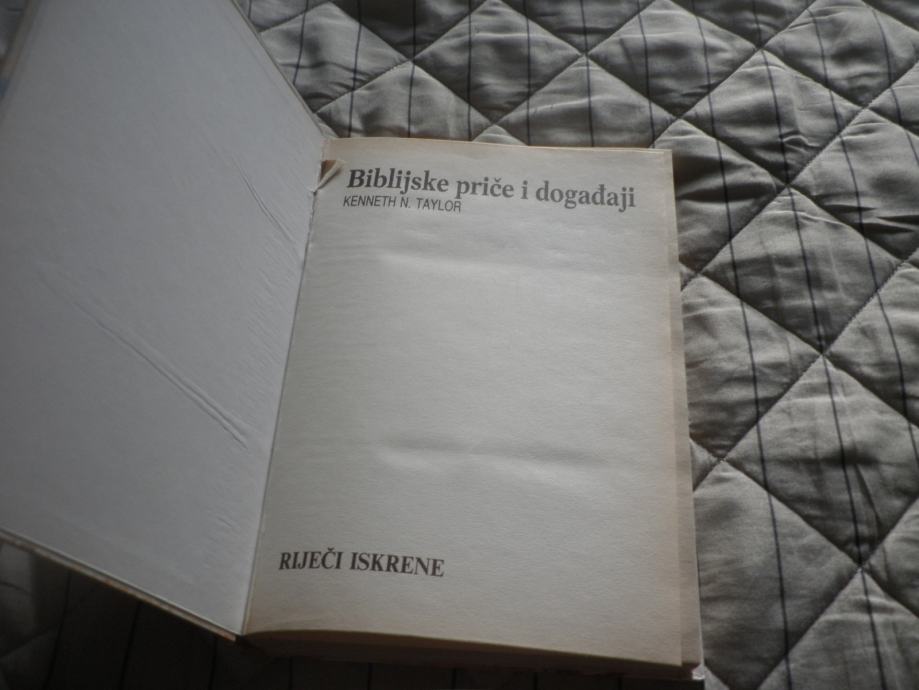 Biblijske priče i događaji
KENNETH N. TAYLOR
RIJEČI ISKRENE